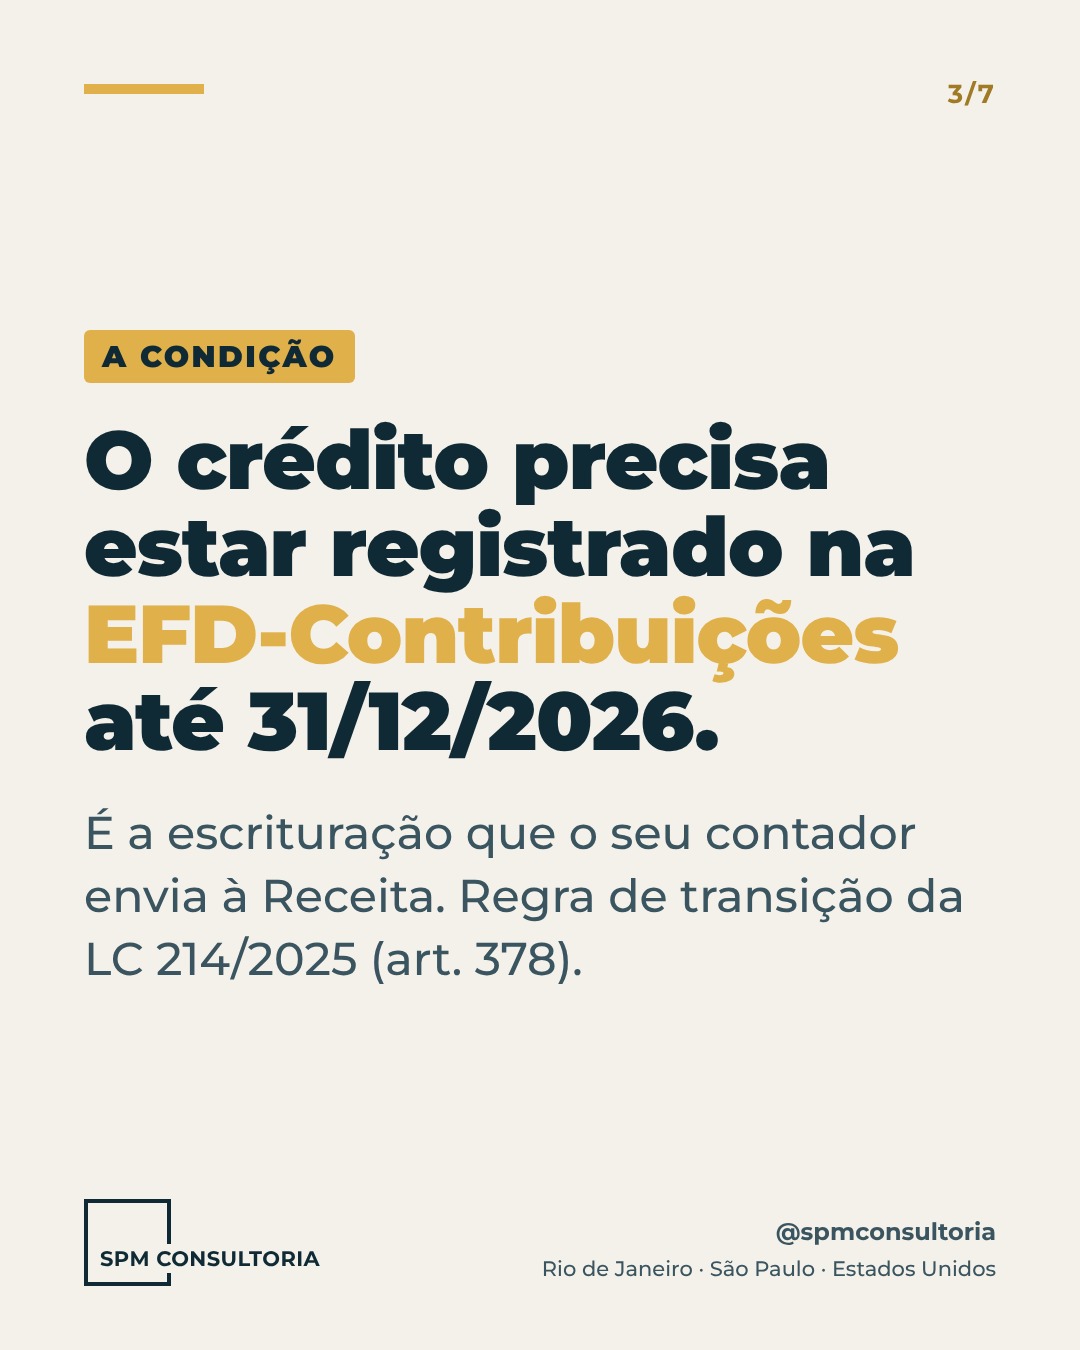 3/7
A CONDIÇÃO
O crédito precisa
estar registrado na
EFD-Contribuições
até 31/12/2026.
É a escrituração que o seu contador
envia à Receita. Regra de transição da
LC 214/2025 (art. 378).
SPM CONSULTORIA
@spmconsultoria
Rio de Janeiro · São Paulo · Estados Unidos